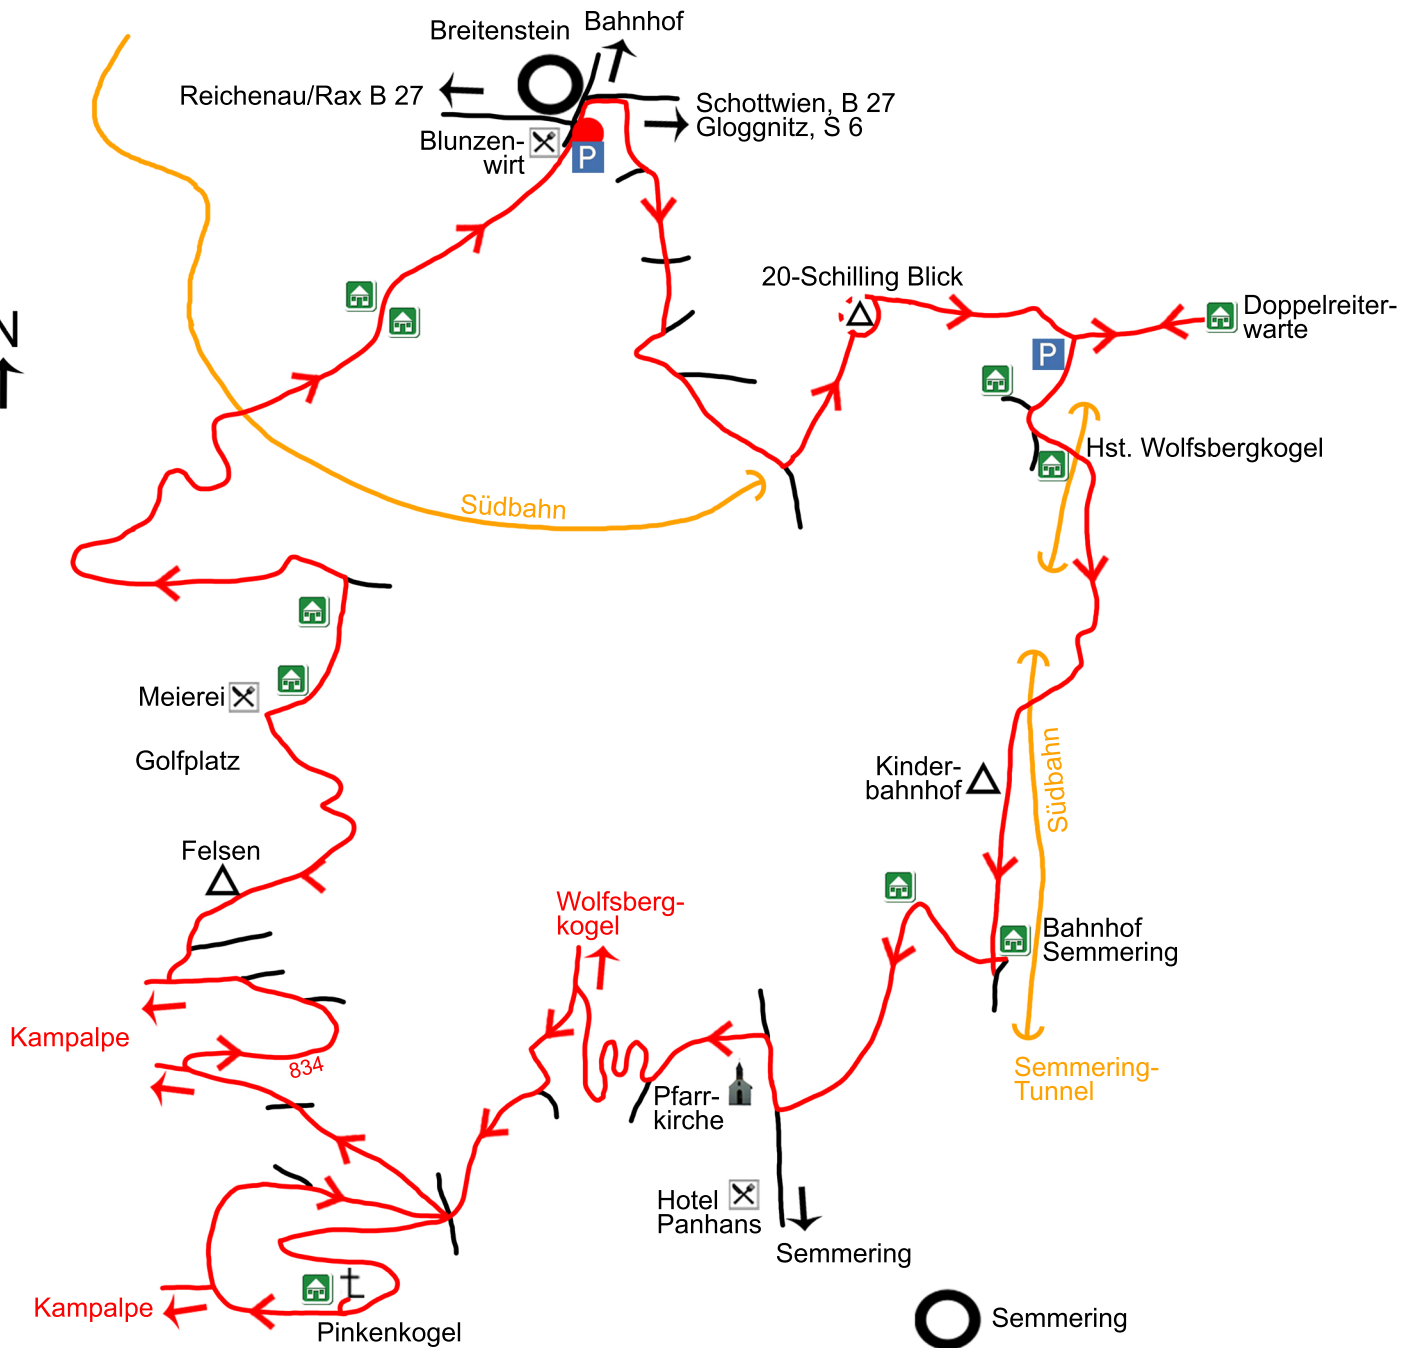 Breitenstein
Bahnhof
Reichenau/Rax B 27
Schottwien, B 27
Gloggnitz, S 6
Blunzen-
wirt
P
20-Schilling Blick
Doppelreiter-
warte
N
P
Hst. Wolfsbergkogel
Südbahn
Meierei
Golfplatz
Südbahn
Kinder-
bahnhof
Felsen
Wolfsberg-
kogel
Bahnhof
Semmering
Kampalpe
834
Semmering-
Tunnel
Pfarr-
kirche
Hotel
Panhans
Semmering
Kampalpe
Pinkenkogel
Semmering